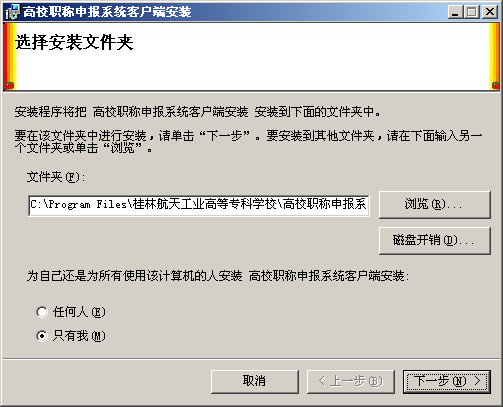 高校职称申报系统客户端安装
选择安装文件夹
安装程序将把 高校职称申报系统客户端安装 安装到下面的文件夹中。
要在该文件夹中进行安装，请单击“下一步”。要安装到其他文件夹，请在下面输入另一
个文件夹或单击“浏览”。
文件夹(F):
C:\Program Files\桂林航天工业高等专科学校\高校职称申报系
浏览(R)...
磁盘开销(D)...
为自己还是为所有使用该计算机的人安装 高校职称申报系统客户端安装:
任何人(E)
只有我(M)
取消
< 上一步(B)
下一步(N) >